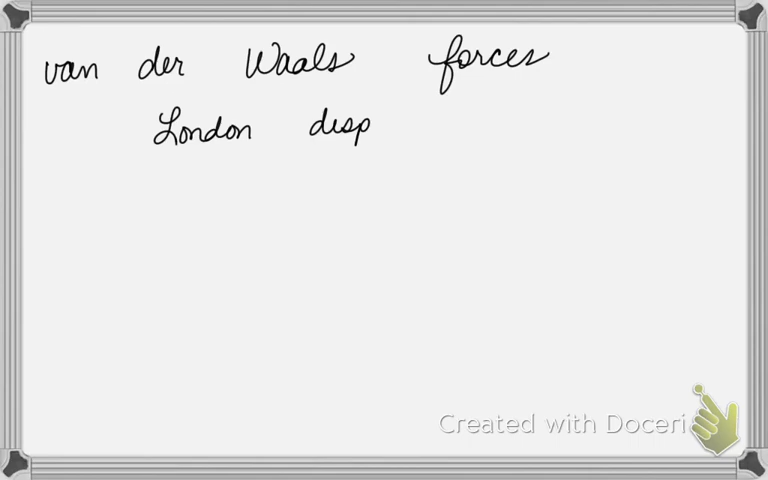 van der Waals forces
London disp
Created with Doceri